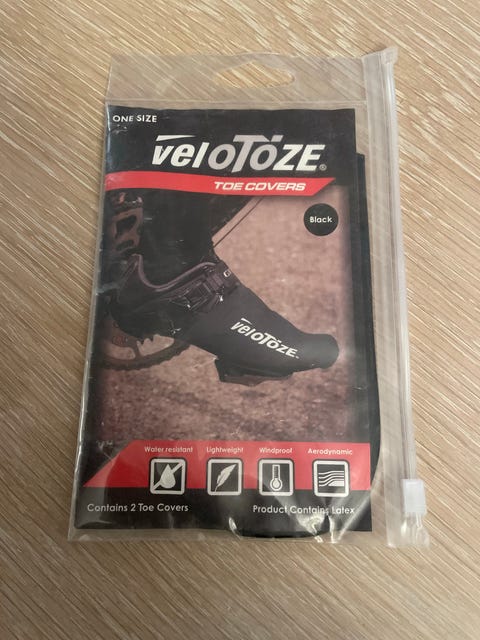 ONE SIZE
veloToze®
TOE COVERS
Black
veloToze
Water resistant Lightweight Windproof Aerodynamic
Contains 2 Toe Covers Product Contains Latex